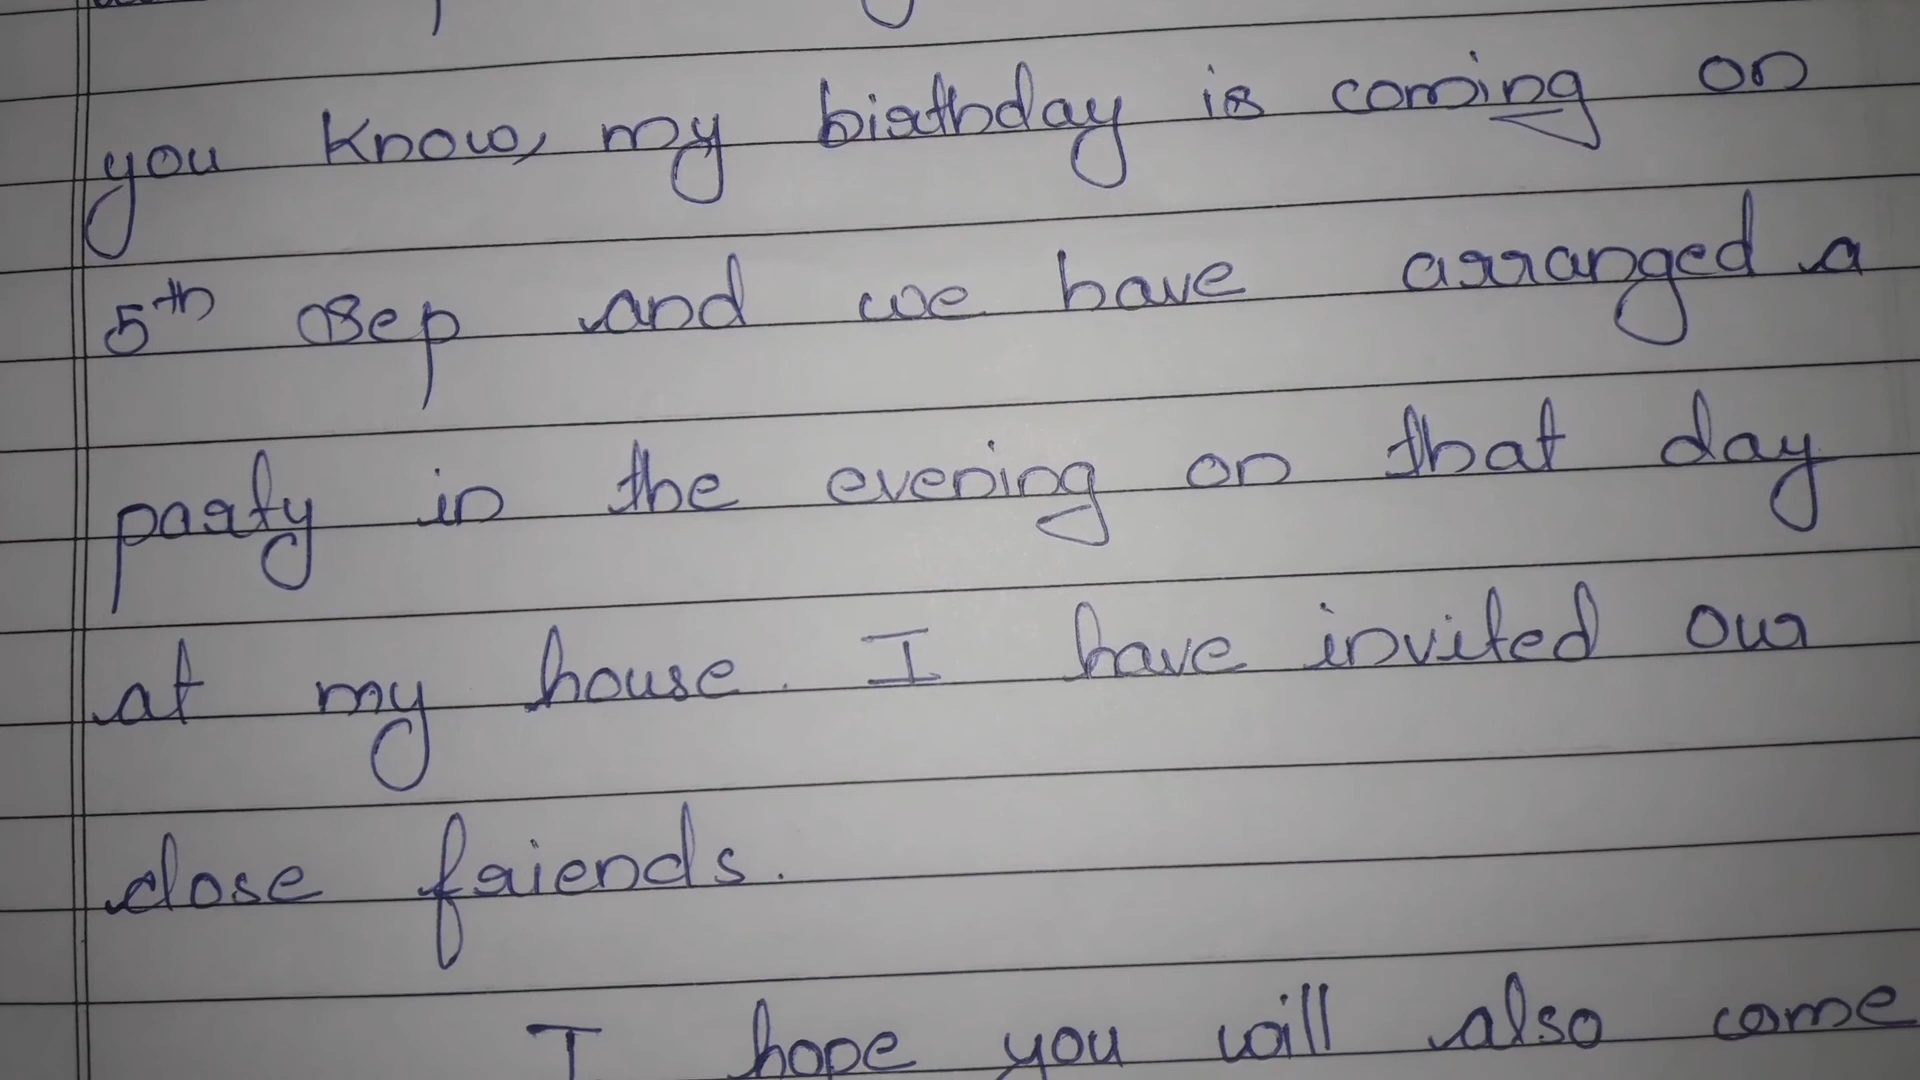 you know, my birthday is coming on
5th Sep and we have arranged a
party in the evening on that day
at my house. I have invited our
close friends.
I hope you will also come